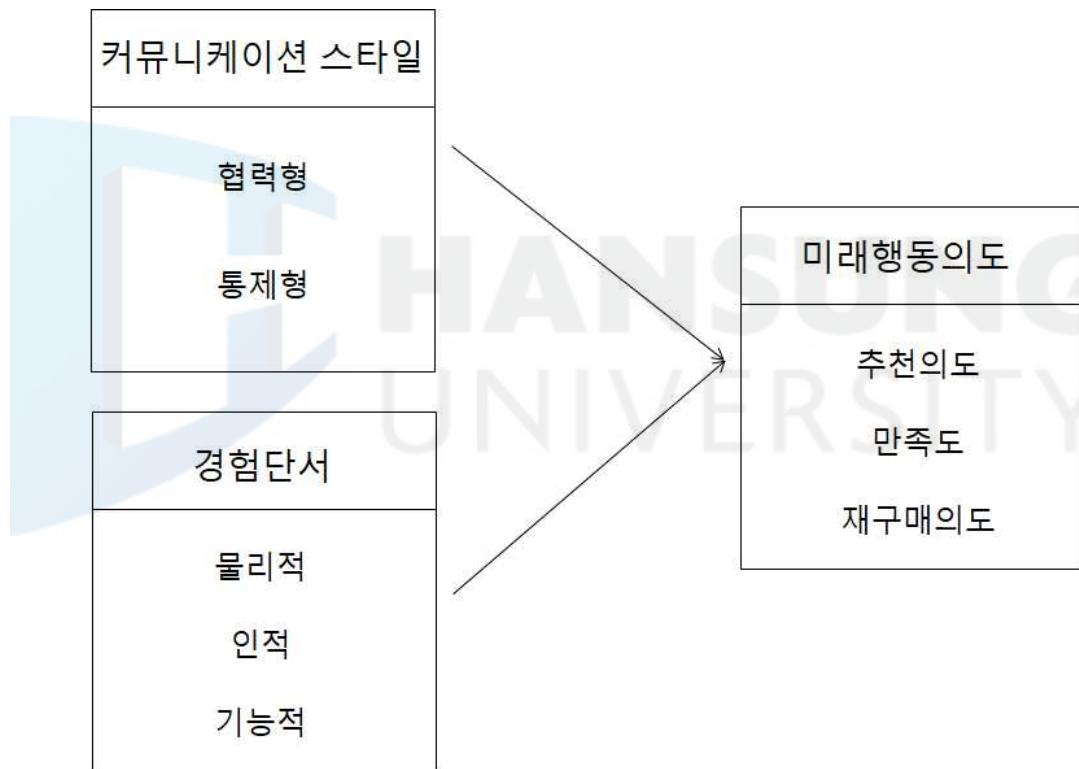 커뮤니케이션 스타일
협력형
통제형
경험단서
물리적
인적
기능적
미래행동의도
추천의도
만족도
재구매의도
HANSUNG
UNIVERSITY